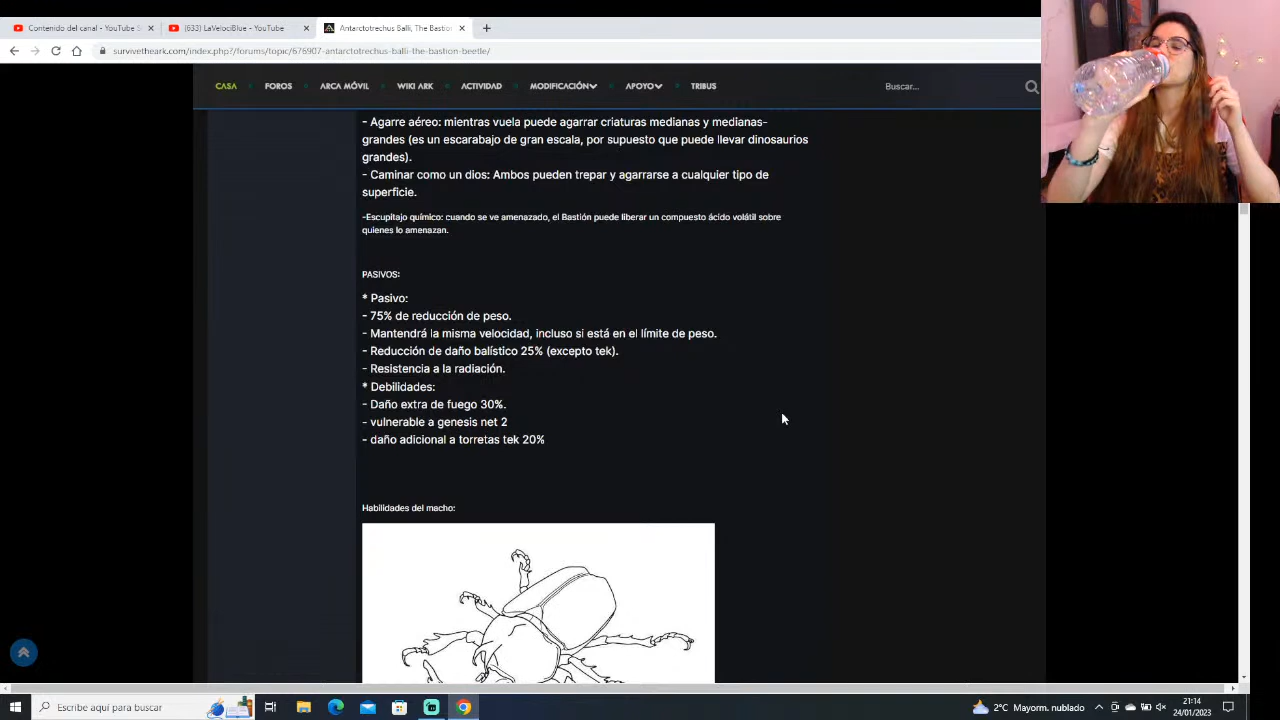 Contenido del canal - YouTube S
(633) LaVelociBlue - YouTube
Antarctotrechus Balli, The Bastion
survivetheark.com/index.php?/forums/topic/676907-antarctotrechus-balli-the-bastion-beetle/
CASA
FOROS
ARCA MÓVIL
WIKI ARK
ACTIVIDAD
MODIFICACIÓN
APOYO
TRIBUS
Buscar...
- Agarre aéreo: mientras vuela puede agarrar criaturas medianas y medianas-
grandes (es un escarabajo de gran escala, por supuesto que puede llevar dinosaurios
grandes).
- Caminar como un dios: Ambos pueden trepar y agarrarse a cualquier tipo de
superficie.
-Escupitajo químico: cuando se ve amenazado, el Bastión puede liberar un compuesto ácido volátil sobre
quienes lo amenazan.
PASIVOS:
* Pasivo:
- 75% de reducción de peso.
- Mantendrá la misma velocidad, incluso si está en el límite de peso.
- Reducción de daño balístico 25% (excepto tek).
- Resistencia a la radiación.
* Debilidades:
- Daño extra de fuego 30%.
- vulnerable a genesis net 2
- daño adicional a torretas tek 20%
Habilidades del macho:
Escribe aquí para buscar
2°C Mayorm. nublado
21:14
24/01/2023